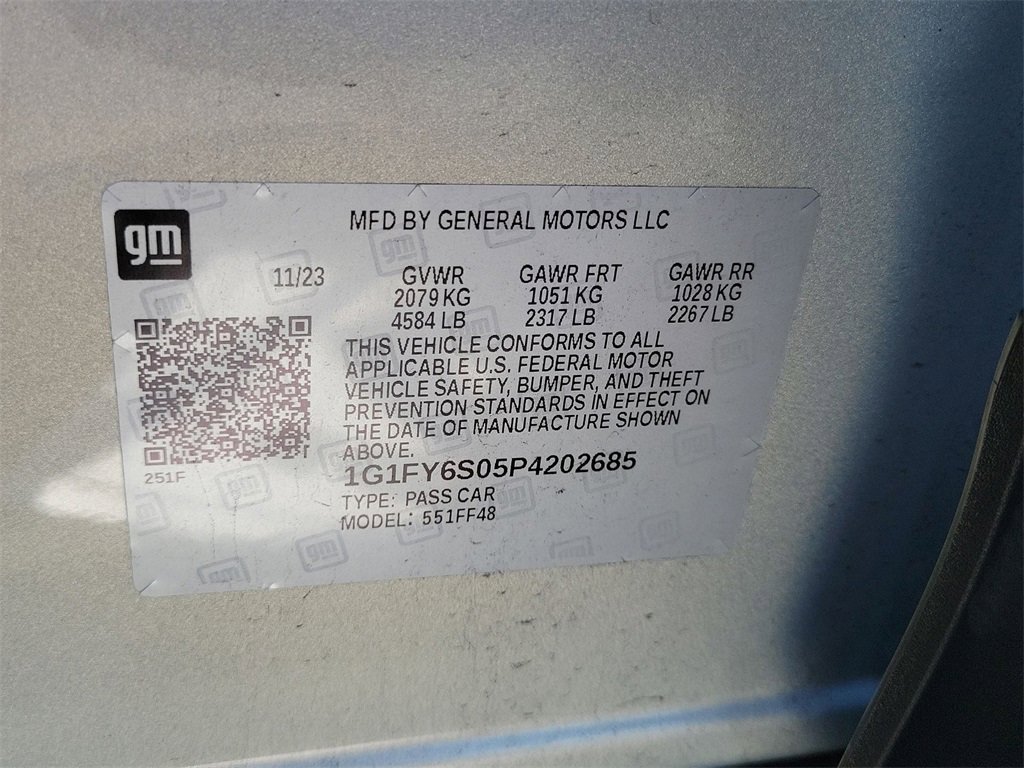 gm
MFD BY GENERAL MOTORS LLC
11/23 GVWR GAWR FRT GAWR RR
2079 KG 1051 KG 1028 KG
4584 LB 2317 LB 2267 LB
THIS VEHICLE CONFORMS TO ALL
APPLICABLE U.S. FEDERAL MOTOR
VEHICLE SAFETY, BUMPER, AND THEFT
PREVENTION STANDARDS IN EFFECT ON
THE DATE OF MANUFACTURE SHOWN
ABOVE.
251F
1G1FY6S05P4202685
TYPE: PASS CAR
MODEL: 551FF48